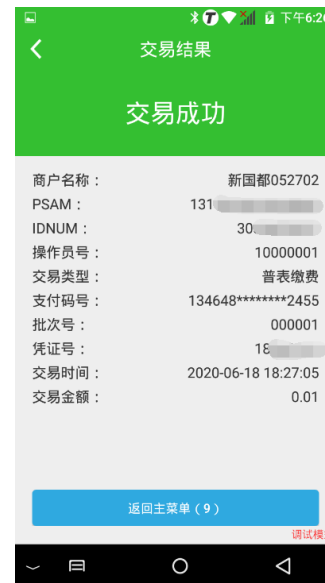 下午6:26
交易结果
交易成功
商户名称： 新国都052702
PSAM： 131
IDNUM： 30
操作员号： 10000001
交易类型： 普表缴费
支付码号： 134648********2455
批次号： 000001
凭证号： 18
交易时间： 2020-06-18 18:27:05
交易金额： 0.01
返回主菜单（9）
调试模